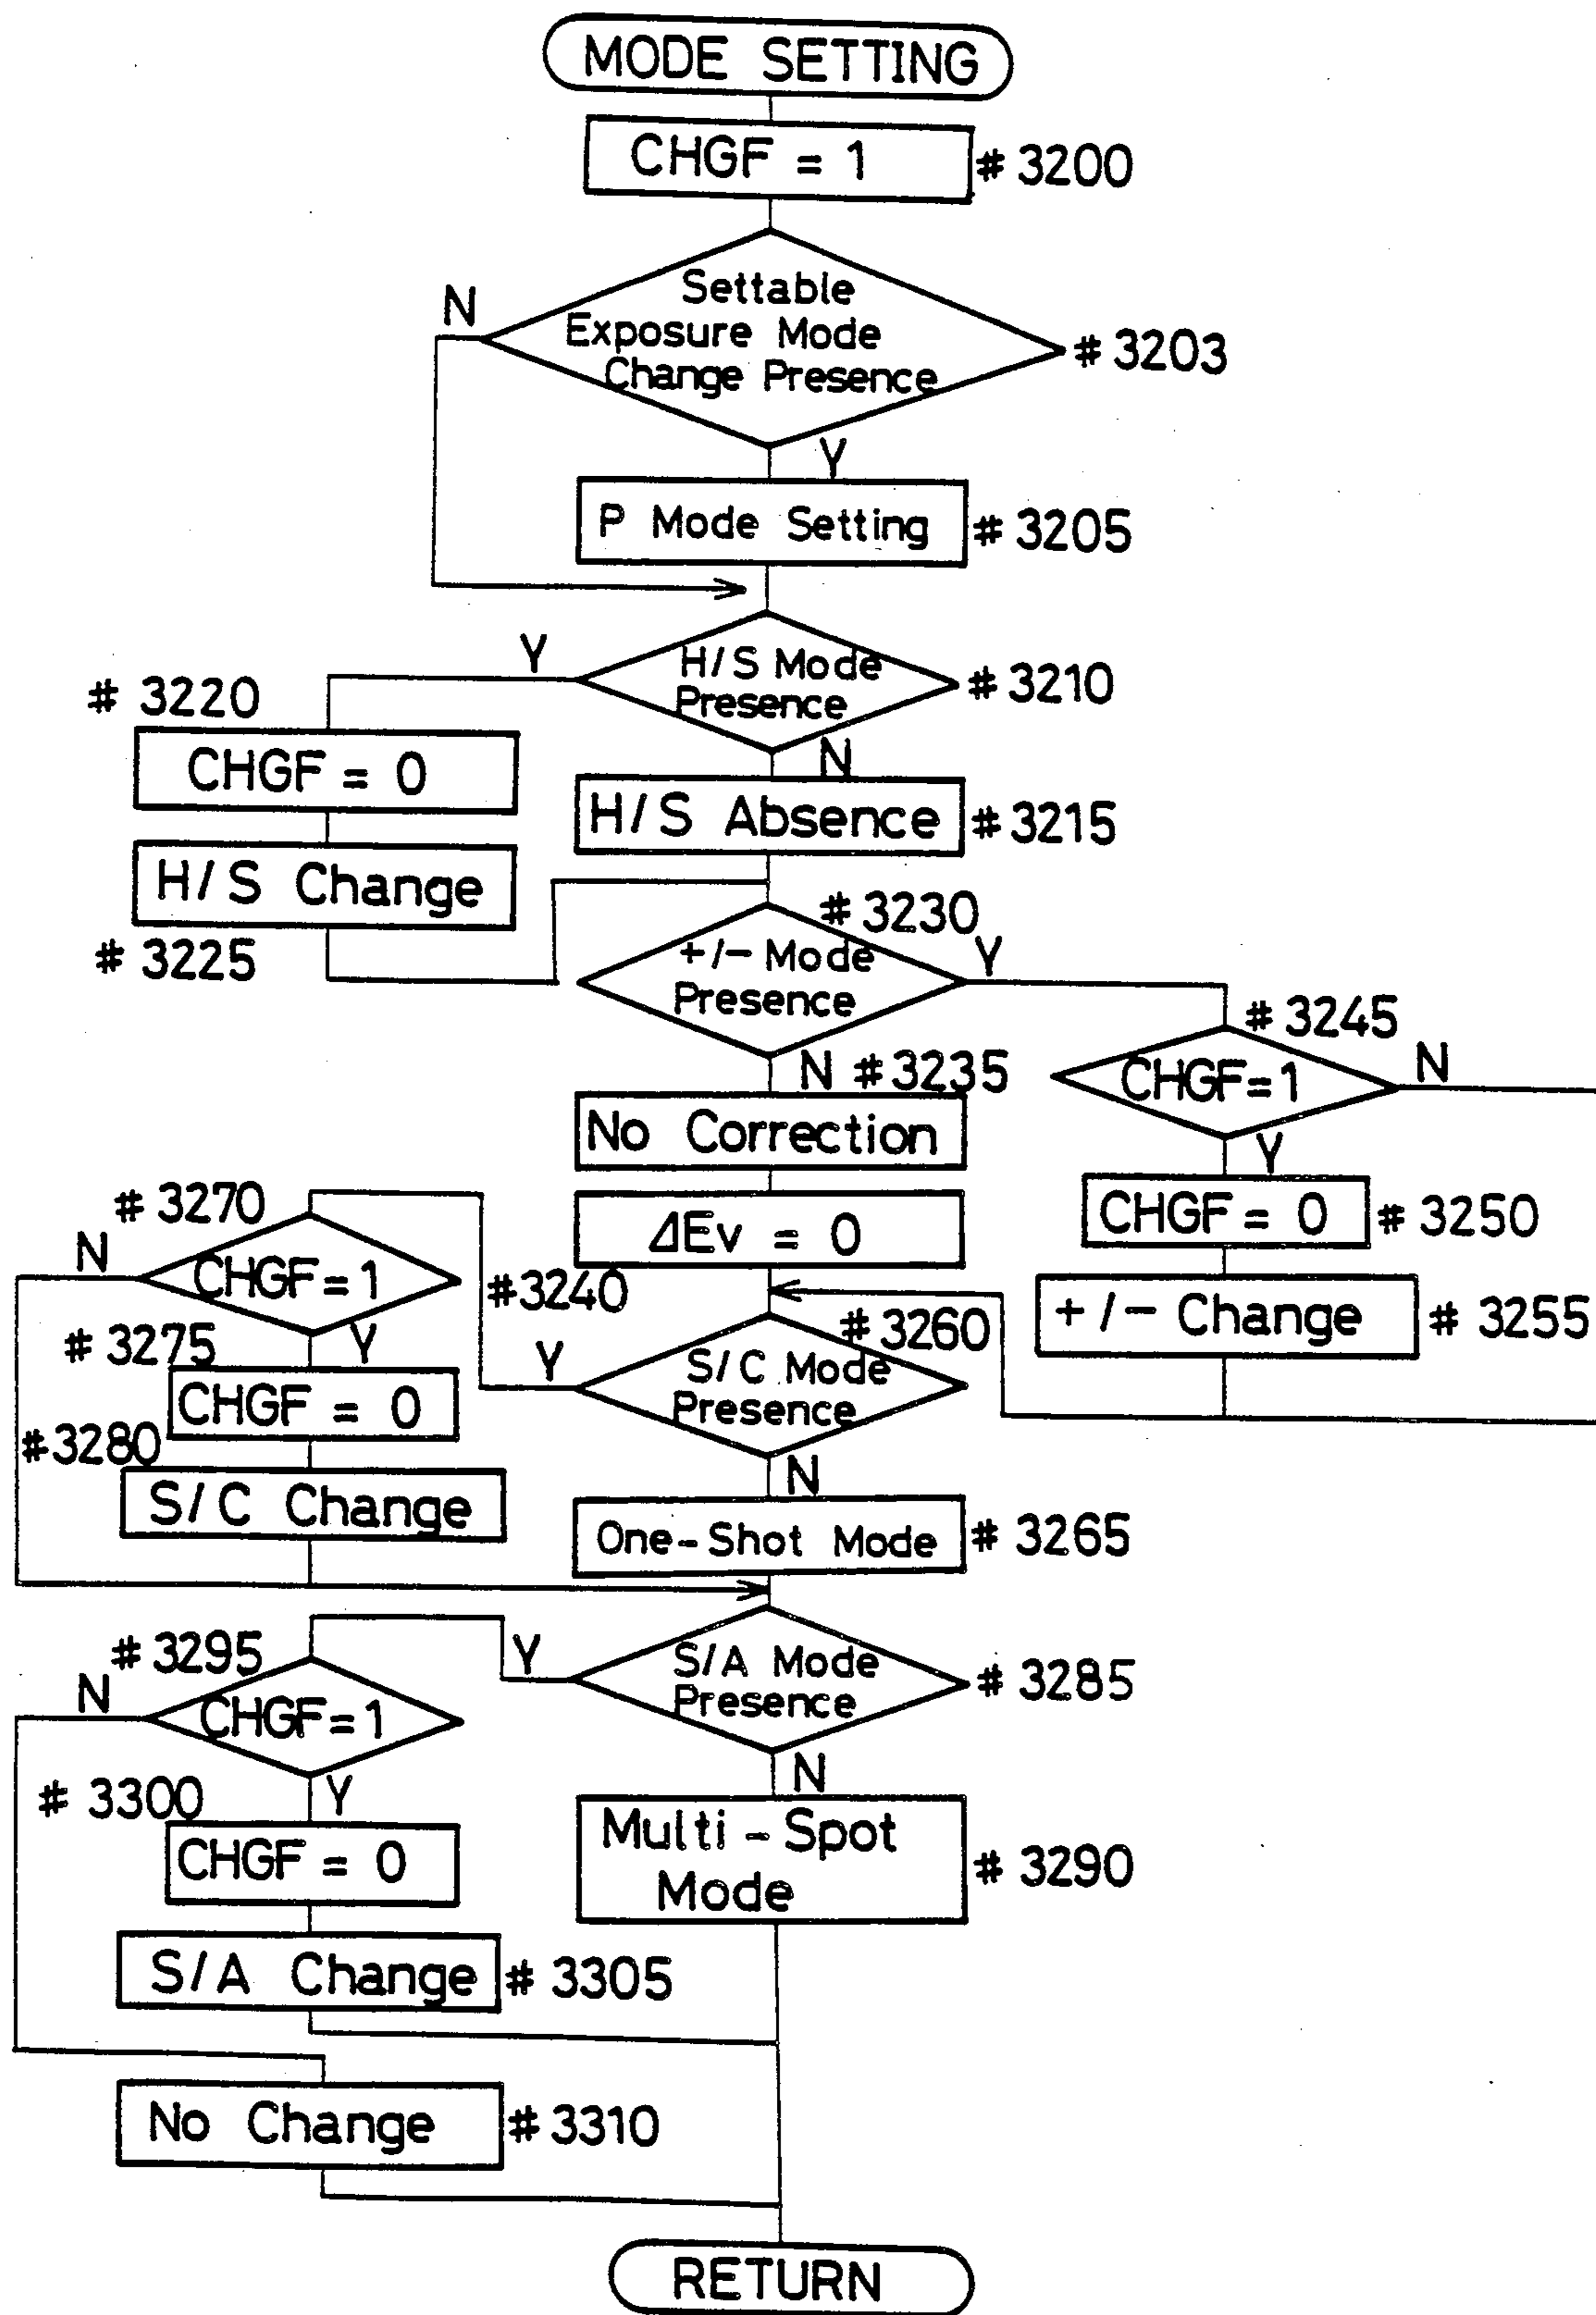 MODE SETTING
CHGF = 1
# 3200
Settable
Exposure Mode
Change Presence
# 3203
N
Y
P Mode Setting
# 3205
H/S Mode
Presence
# 3210
Y
N
# 3220
CHGF = 0
H/S Change
# 3225
H/S Absence
# 3215
# 3230
+/- Mode
Presence
Y
N
# 3235
No Correction
ΔEv = 0
# 3240
# 3245
CHGF=1
N
Y
CHGF = 0
# 3250
+/- Change
# 3255
# 3260
S/C Mode
Presence
Y
N
One-Shot Mode
# 3265
# 3270
N
CHGF=1
Y
# 3275
CHGF = 0
# 3280
S/C Change
S/A Mode
Presence
# 3285
Y
N
Multi-Spot
Mode
# 3290
# 3295
N
CHGF=1
Y
# 3300
CHGF = 0
S/A Change
# 3305
No Change
# 3310
RETURN